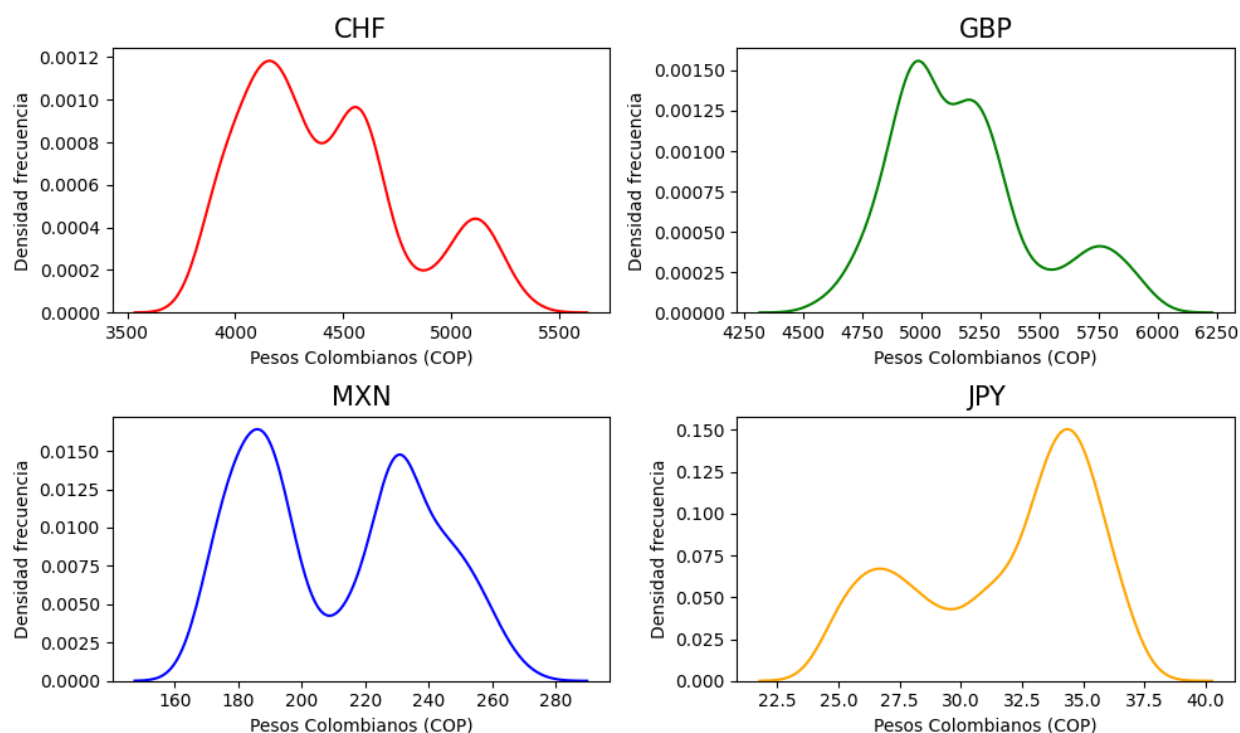 CHF
0.0012
0.0010
0.0008
0.0006
0.0004
0.0002
0.0000
Densidad frecuencia
3500 4000 4500 5000 5500
Pesos Colombianos (COP)
GBP
0.00150
0.00125
0.00100
0.00075
0.00050
0.00025
0.00000
Densidad frecuencia
4250 4500 4750 5000 5250 5500 5750 6000 6250
Pesos Colombianos (COP)
MXN
0.0150
0.0125
0.0100
0.0075
0.0050
0.0025
0.0000
Densidad frecuencia
160 180 200 220 240 260 280
Pesos Colombianos (COP)
JPY
0.150
0.125
0.100
0.075
0.050
0.025
0.000
Densidad frecuencia
22.5 25.0 27.5 30.0 32.5 35.0 37.5 40.0
Pesos Colombianos (COP)